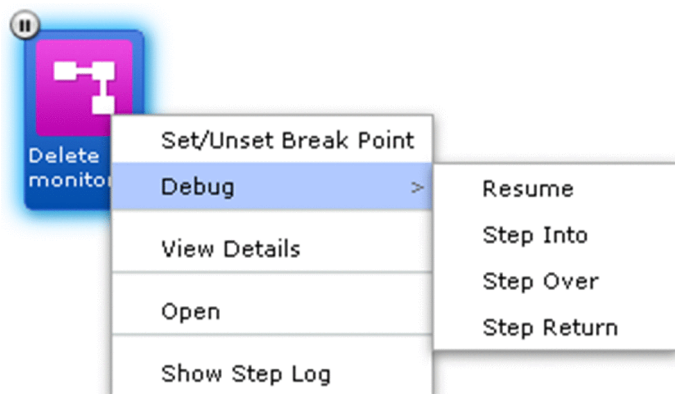 Delete
monitor
Set/Unset Break Point
Debug >
View Details
Open
Show Step Log
Resume
Step Into
Step Over
Step Return